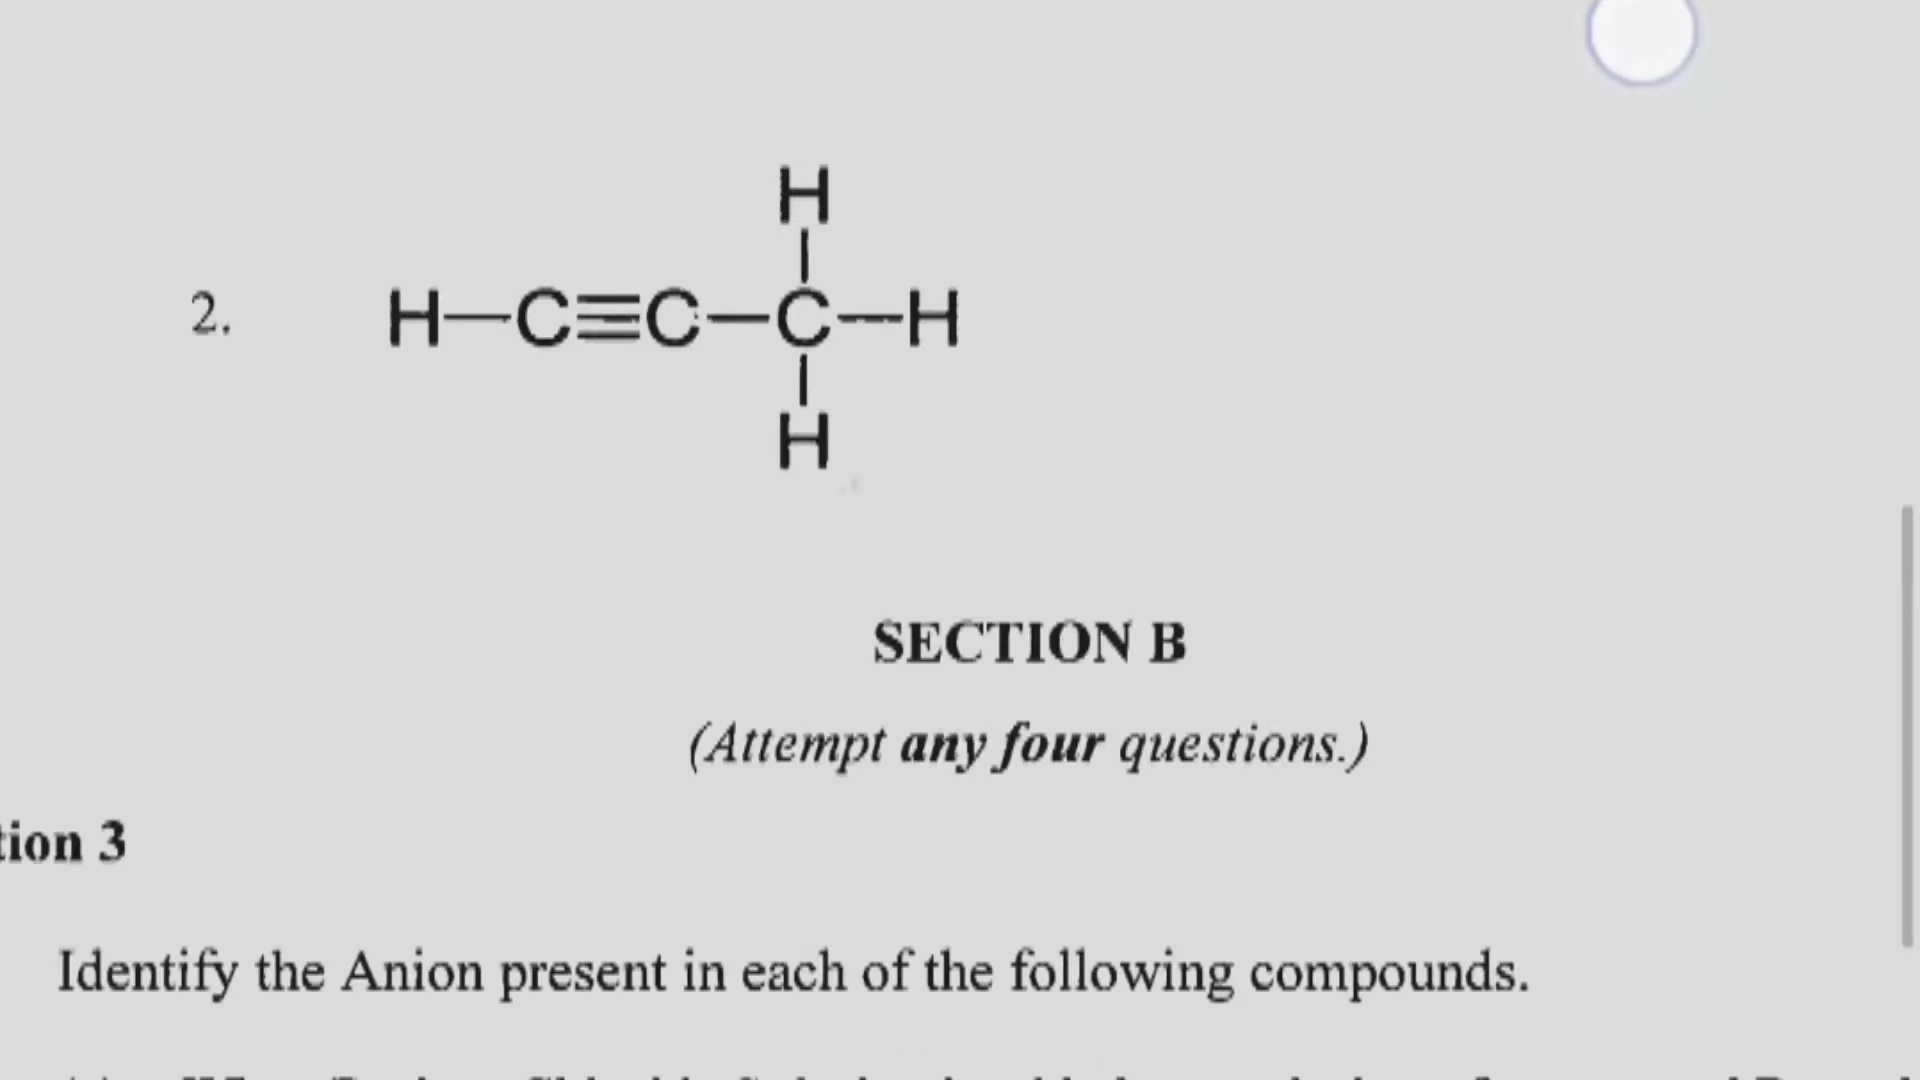 H
2. H—C≡C—C—H
H
SECTION B
(Attempt any four questions.)
tion 3
Identify the Anion present in each of the following compounds.